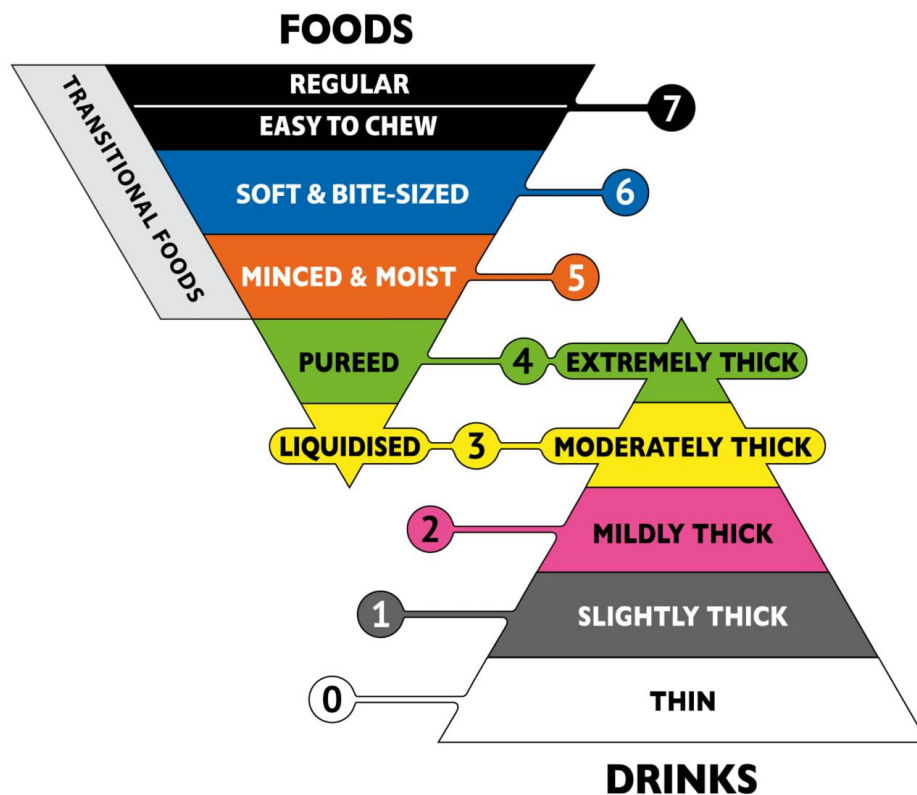 FOODS
TRANSITIONAL FOODS
REGULAR
7
EASY TO CHEW
SOFT & BITE-SIZED
6
MINCED & MOIST
5
PUREED
4
EXTREMELY THICK
LIQUIDISED
3
MODERATELY THICK
2
MILDLY THICK
1
SLIGHTLY THICK
0
THIN
DRINKS